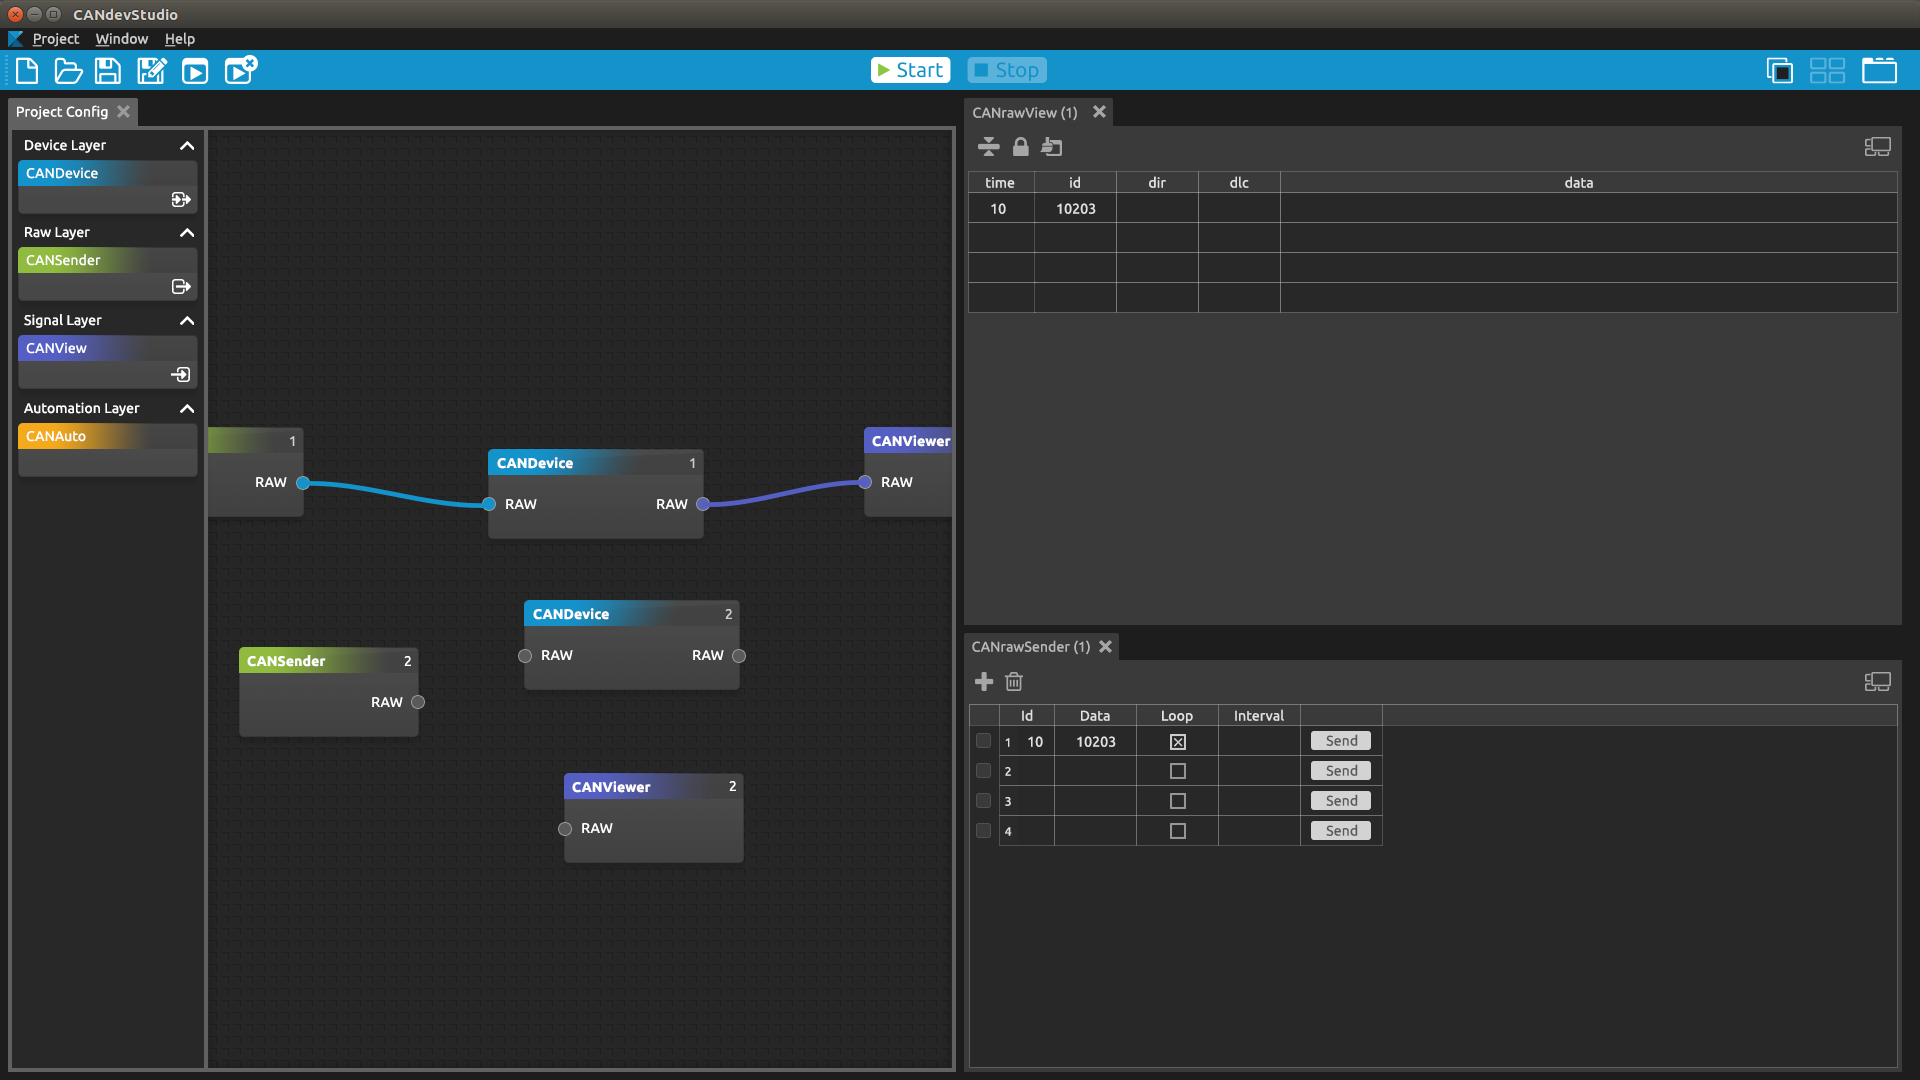 CANdevStudio
Project Window Help
Start Stop
Project Config
Device Layer
CANDevice
Raw Layer
CANSender
Signal Layer
CANView
Automation Layer
CANAuto
1
RAW
CANDevice 1
RAW RAW
CANViewer
RAW
CANDevice 2
RAW RAW
CANSender 2
RAW
CANViewer 2
RAW
CANrawView (1)
time id dir dlc data
10 10203
CANrawSender (1)
Id Data Loop Interval
1 10 10203 Send
2 Send
3 Send
4 Send